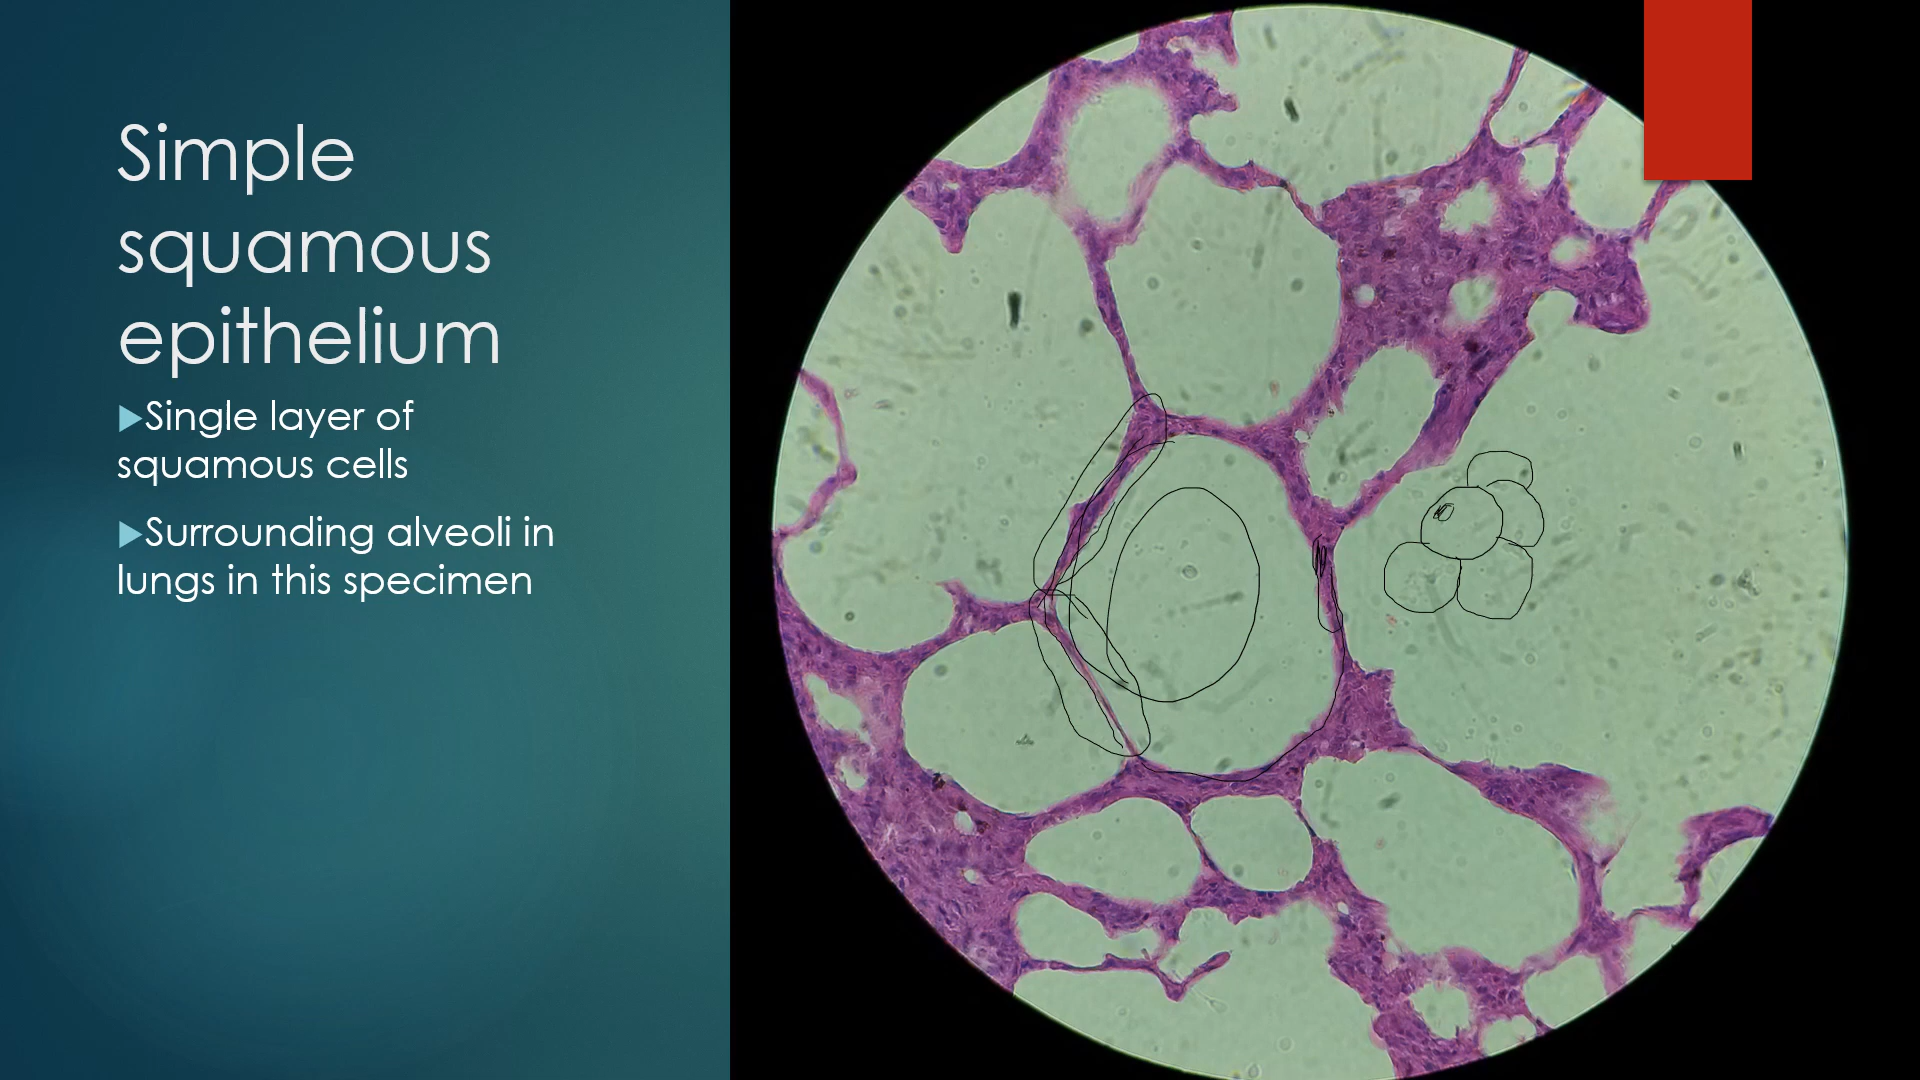 Simple
squamous
epithelium
Single layer of
squamous cells
Surrounding alveoli in
lungs in this specimen